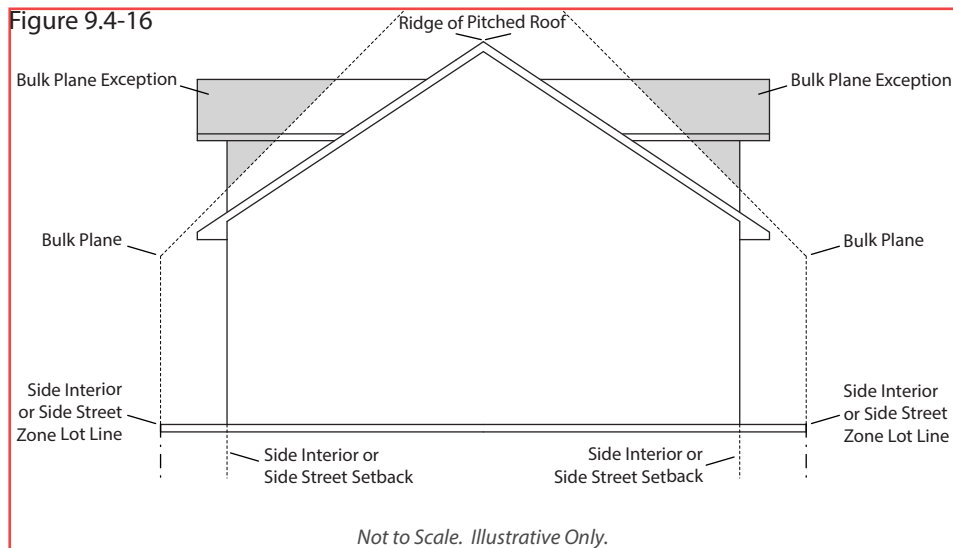 Figure 9.4-16
Ridge of Pitched Roof
Bulk Plane Exception
Bulk Plane Exception
Bulk Plane
Bulk Plane
Side Interior
or Side Street
Zone Lot Line
Side Interior
or Side Street
Zone Lot Line
Side Interior or
Side Street Setback
Side Interior or
Side Street Setback
Not to Scale. Illustrative Only.